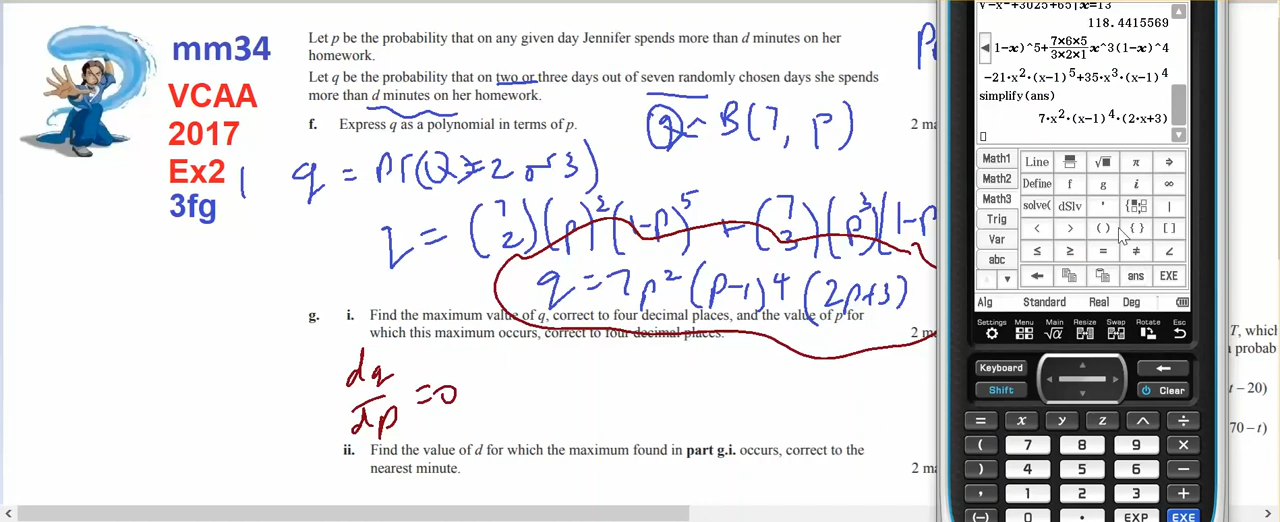 mm34
VCAA
2017
Ex2
3fg
Let p be the probability that on any given day Jennifer spends more than d minutes on her
homework.
Let q be the probability that on two or three days out of seven randomly chosen days she spends
more than d minutes on her homework.
f. Express q as a polynomial in terms of p.
2 ma
Q ~ B(7, p)
q = Pr(Q = 2 or 3)
q = (7 2)(p)^2(1-p)^5 + (7 3)(p^3)(1-p
q = 7p^2(p-1)^4(2p+3)
g. i. Find the maximum value of q, correct to four decimal places, and the value of p for
which this maximum occurs, correct to four decimal places.
2 ma
dq/dp = 0
ii. Find the value of d for which the maximum found in part g.i. occurs, correct to the
nearest minute.
2 ma
118.4415569
1-x)^5+7×6×5/3×2×1 x^3(1-x)^4
-21·x^2·(x-1)^5+35·x^3·(x-1)^4
simplify(ans)
7·x^2·(x-1)^4·(2·x+3)
Math1 Line √■ π ⇒
Math2 Define f g i ∞
Math3 solve( dSlv ' |
Trig < > ( ) { } [ ]
Var ≤ ≥ = ≠ ∠
abc ans EXE
Alg Standard Real Deg
Settings Menu Main Resize Swap Rotate Esc
Keyboard
Shift Clear
= x y z ^ ÷
( 7 8 9 ×
) 4 5 6 −
, 1 2 3 +
(−) 0 . EXP EXE
T, which
a probab
t − 20)
70 − t)